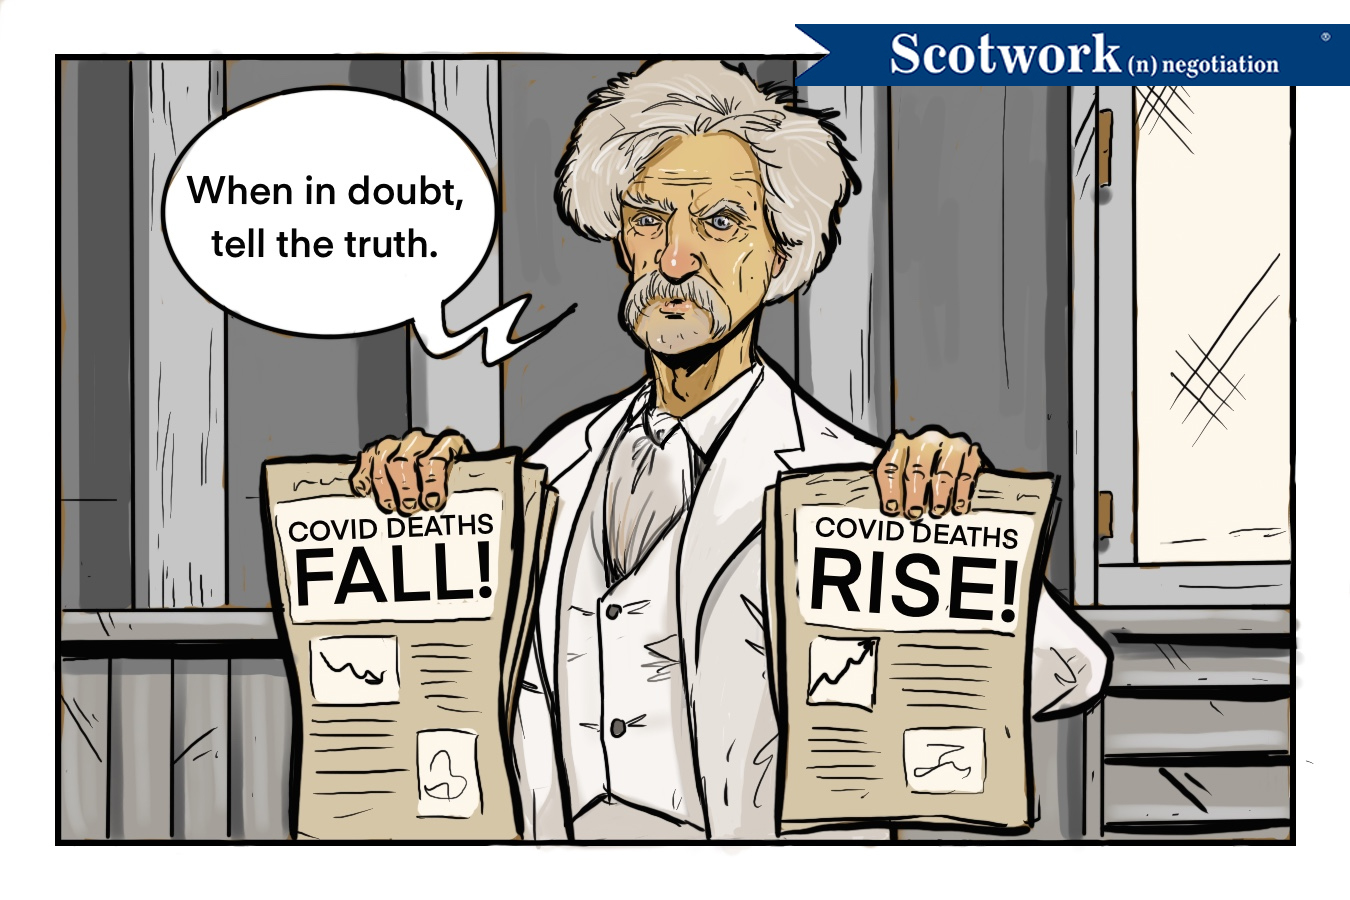 Scotwork (n) negotiation ®
When in doubt,
tell the truth.
COVID DEATHS
FALL!
COVID DEATHS
RISE!